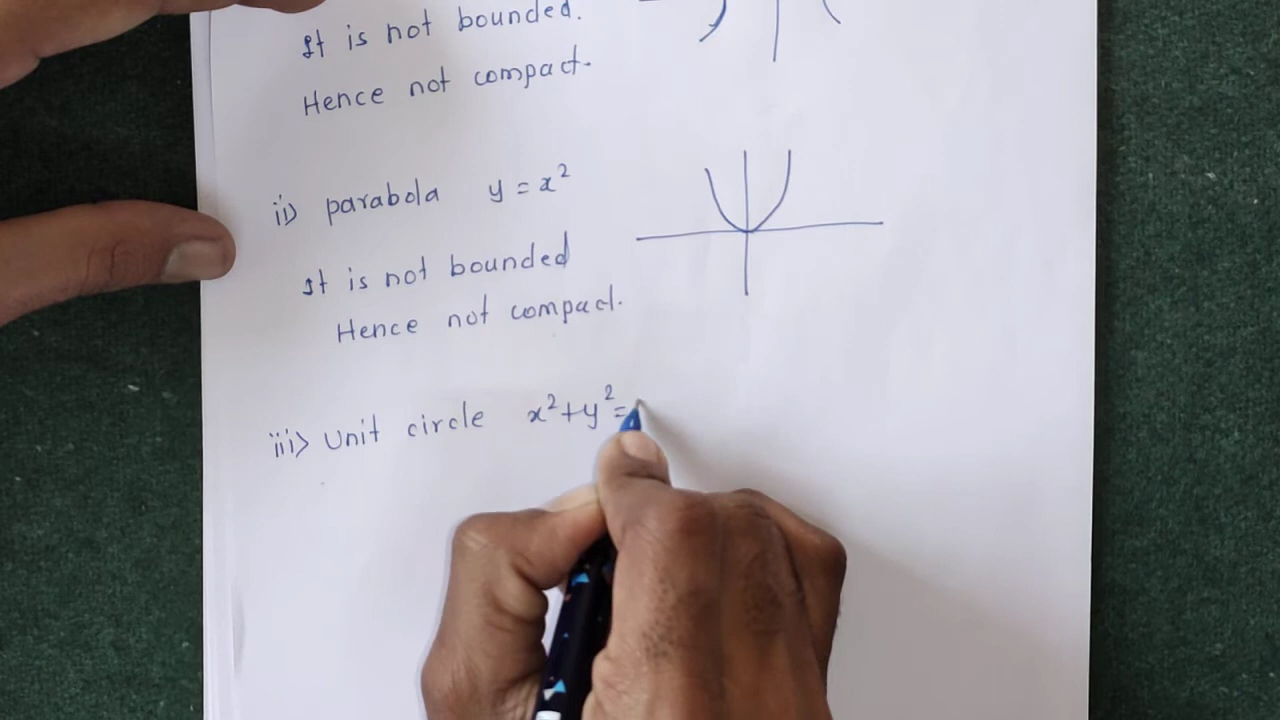 It is not bounded.
Hence not compact.
ii) parabola y = x²
It is not bounded
Hence not compact.
iii) Unit circle x²+y²=